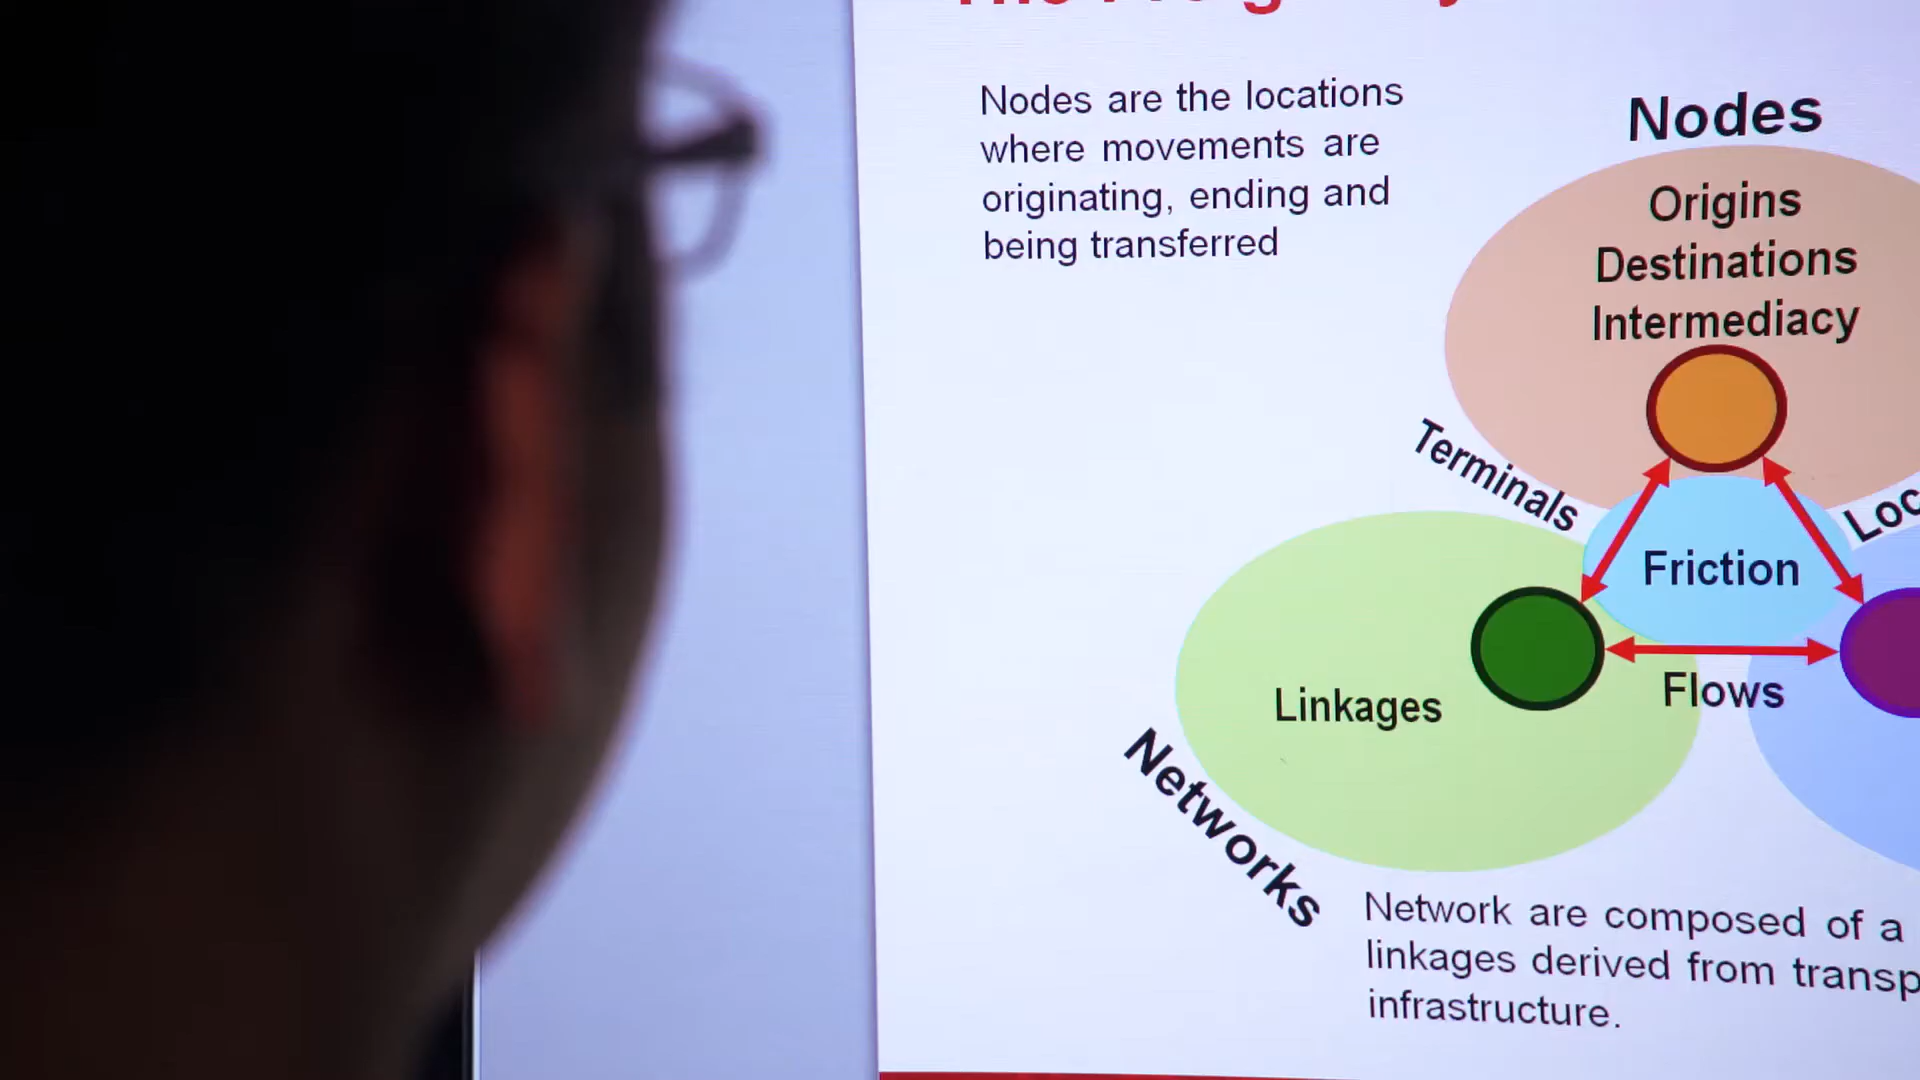 Nodes are the locations
where movements are
originating, ending and
being transferred
Nodes
Origins
Destinations
Intermediacy
Terminals
Friction
Flows
Linkages
Networks
Network are composed of a
linkages derived from
infrastructure.